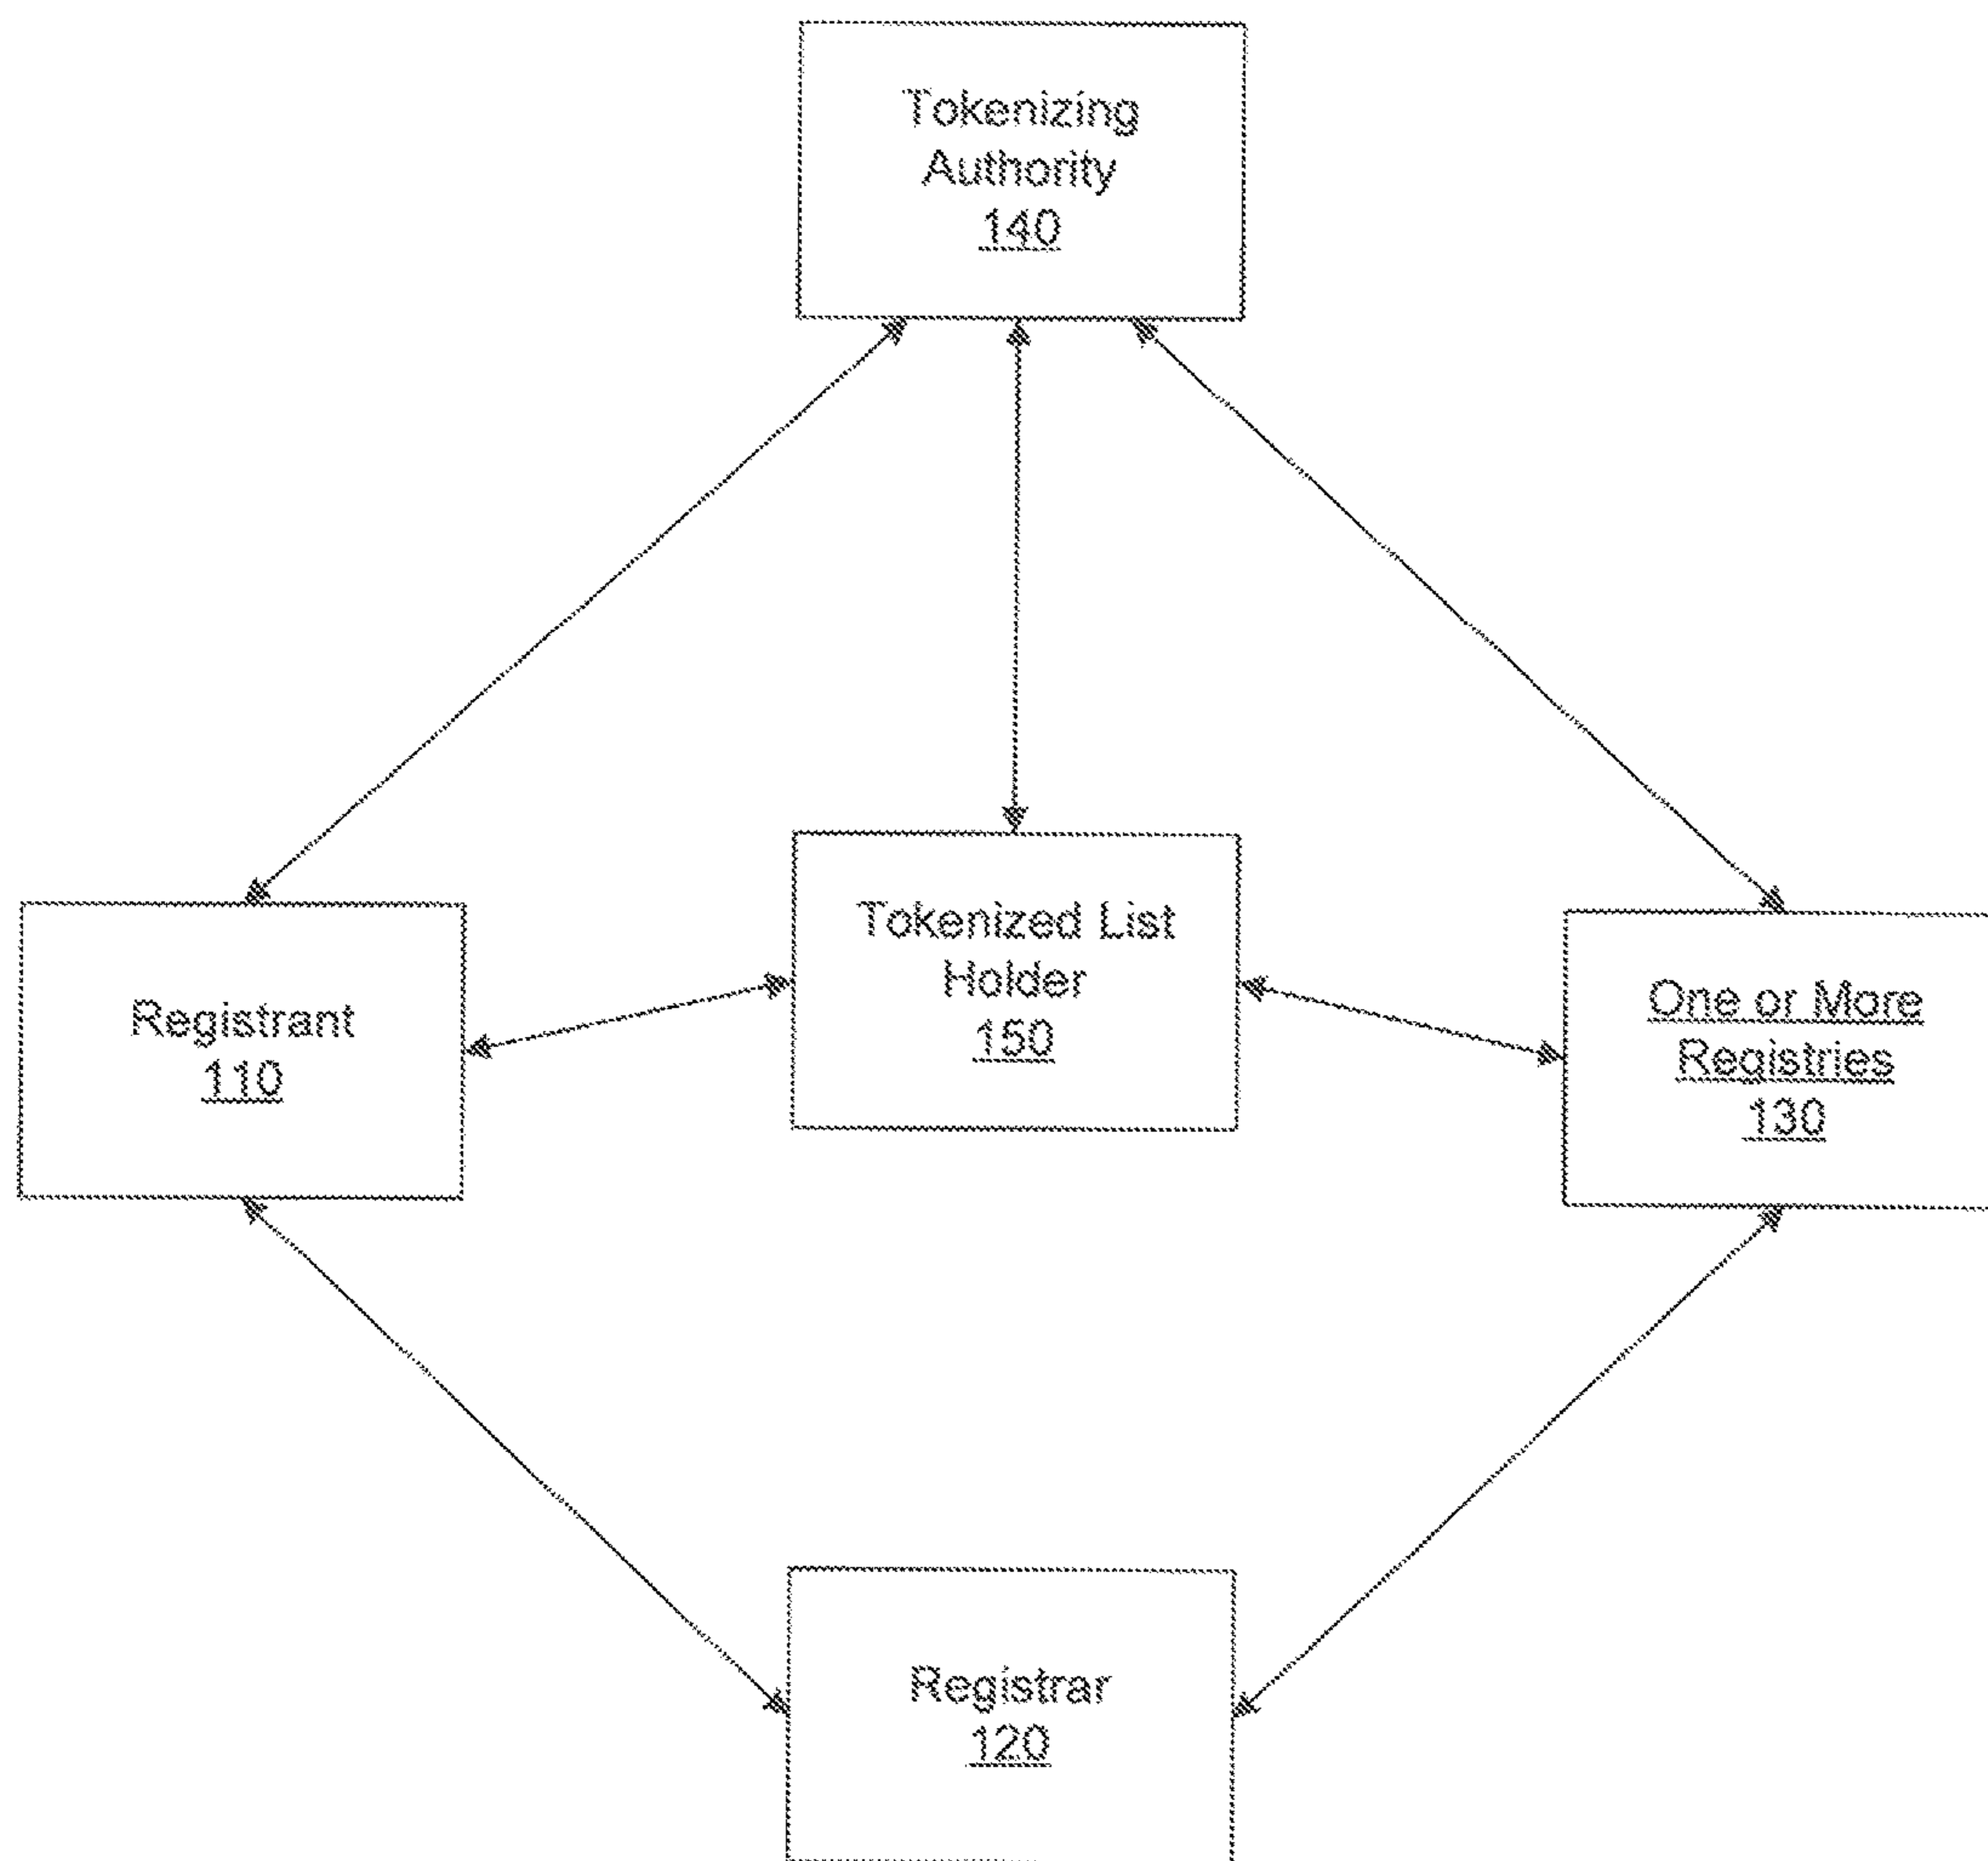 Tokenizing
Authority
140
Tokenized List
Holder
150
Registrant
110
One or More
Registries
130
Registrar
120